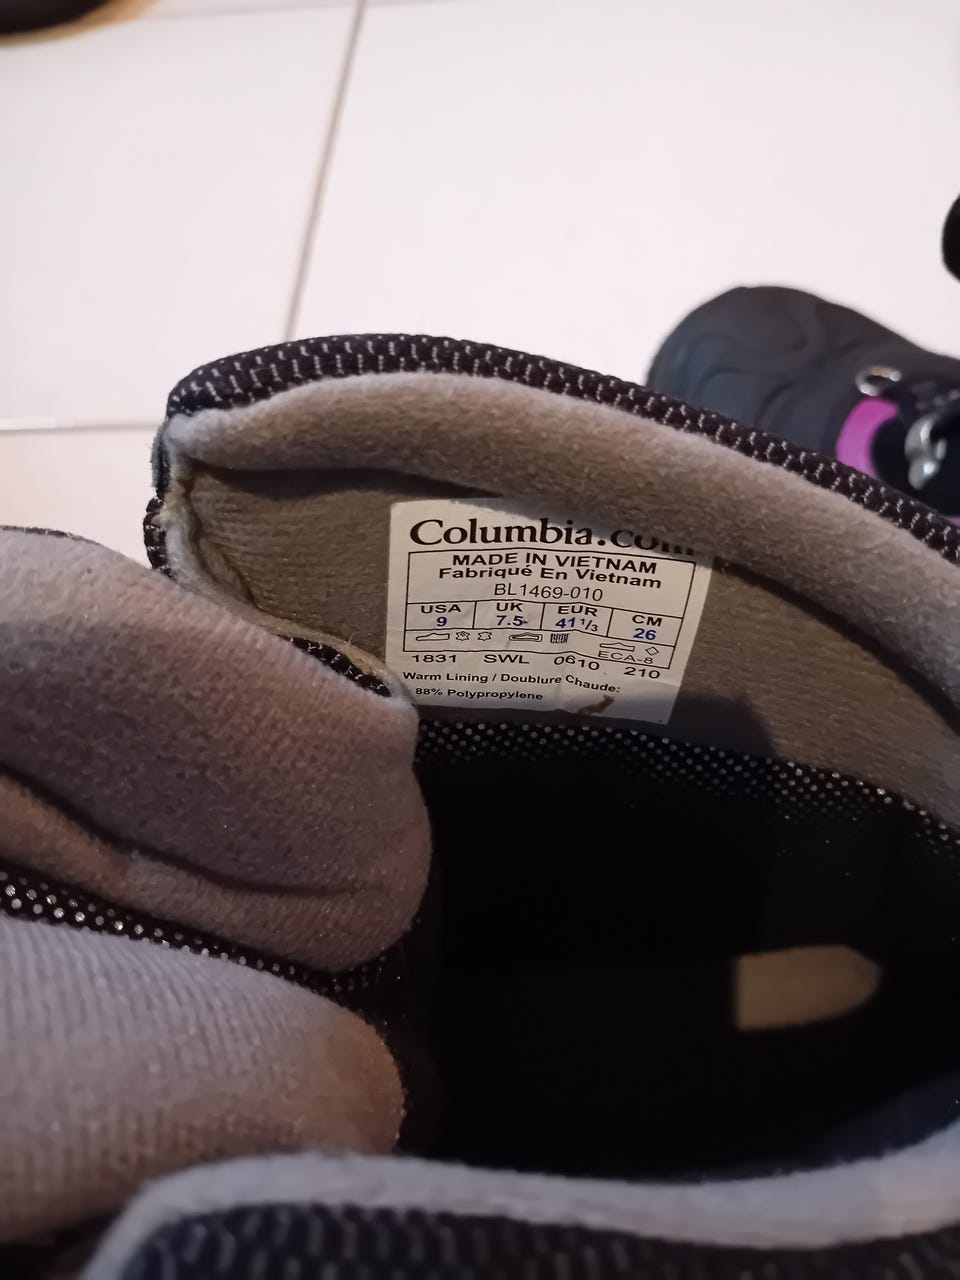 Columbia.com
MADE IN VIETNAM
Fabriqué En Vietnam
BL1469-010
USA UK EUR CM
9 7.5 41 1/3 26
ECA-8
1831 SWL 0610 210
Warm Lining / Doublure Chaude:
88% Polypropylene